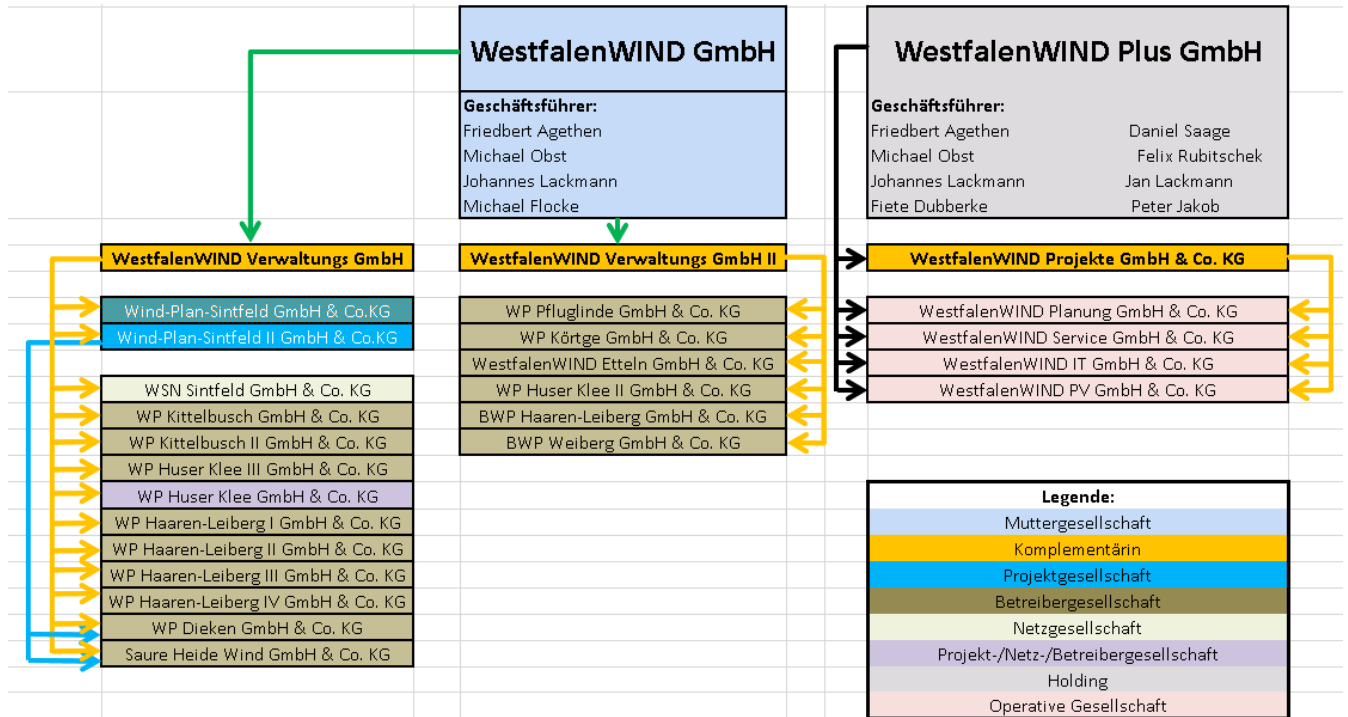 WestfalenWIND GmbH
Geschäftsführer:
Friedbert Agethen
Michael Obst
Johannes Lackmann
Michael Flocke
WestfalenWIND Plus GmbH
Geschäftsführer:
Friedbert Agethen Daniel Saage
Michael Obst Felix Rubitschek
Johannes Lackmann Jan Lackmann
Fiete Dubberke Peter Jakob
WestfalenWIND Verwaltungs GmbH
Wind-Plan-Sintfeld GmbH & Co.KG
Wind-Plan-Sintfeld II GmbH & Co.KG
WSN Sintfeld GmbH & Co. KG
WP Kittelbusch GmbH & Co. KG
WP Kittelbusch II GmbH & Co. KG
WP Huser Klee III GmbH & Co. KG
WP Huser Klee GmbH & Co. KG
WP Haaren-Leiberg I GmbH & Co. KG
WP Haaren-Leiberg II GmbH & Co. KG
WP Haaren-Leiberg III GmbH & Co. KG
WP Haaren-Leiberg IV GmbH & Co. KG
WP Dieken GmbH & Co. KG
Saure Heide Wind GmbH & Co. KG
WestfalenWIND Verwaltungs GmbH II
WP Pfluglinde GmbH & Co. KG
WP Körtge GmbH & Co. KG
WestfalenWIND Etteln GmbH & Co. KG
WP Huser Klee II GmbH & Co. KG
BWP Haaren-Leiberg GmbH & Co. KG
BWP Weiberg GmbH & Co. KG
WestfalenWIND Projekte GmbH & Co. KG
WestfalenWIND Planung GmbH & Co. KG
WestfalenWIND Service GmbH & Co. KG
WestfalenWIND IT GmbH & Co. KG
WestfalenWIND PV GmbH & Co. KG
Legende:
Muttergesellschaft
Komplementärin
Projektgesellschaft
Betreibergesellschaft
Netzgesellschaft
Projekt-/Netz-/Betreibergesellschaft
Holding
Operative Gesellschaft